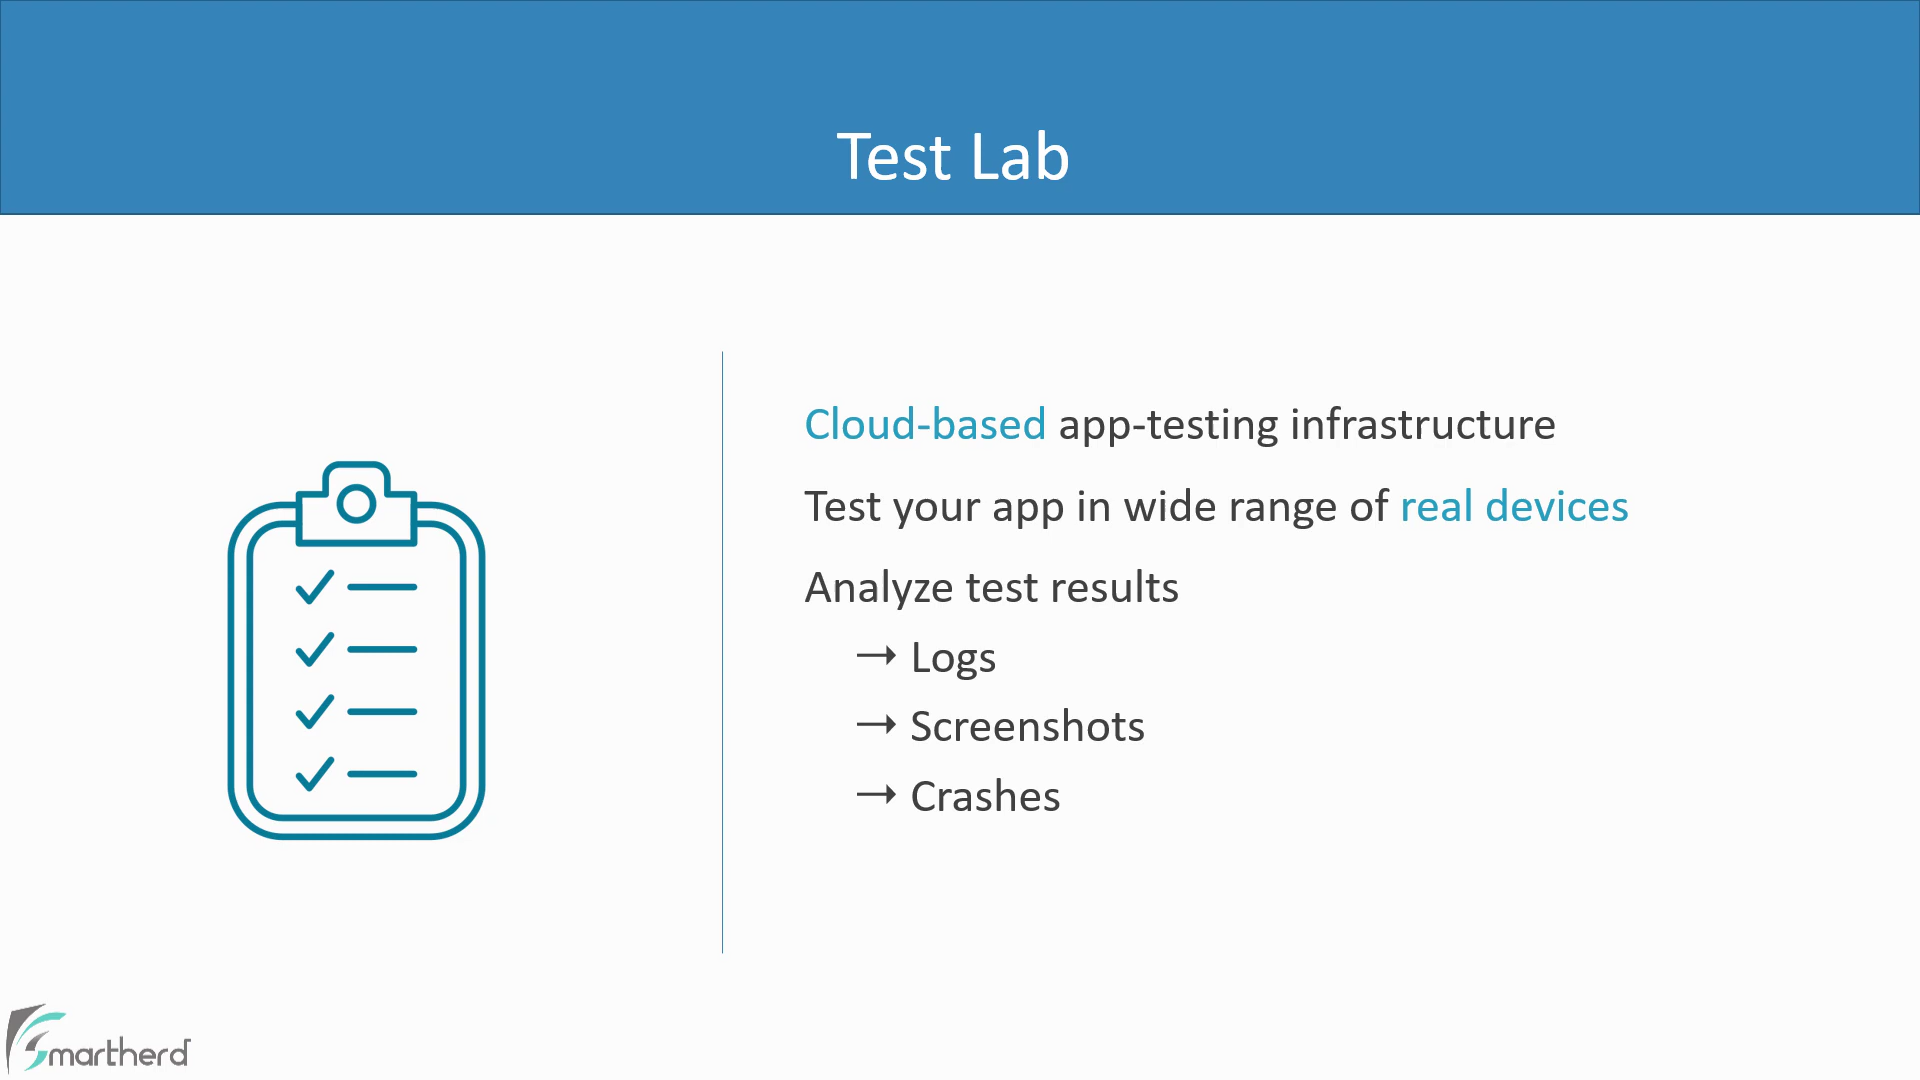 Test Lab
Cloud-based app-testing infrastructure
Test your app in wide range of real devices
Analyze test results
→ Logs
→ Screenshots
→ Crashes
Smartherd